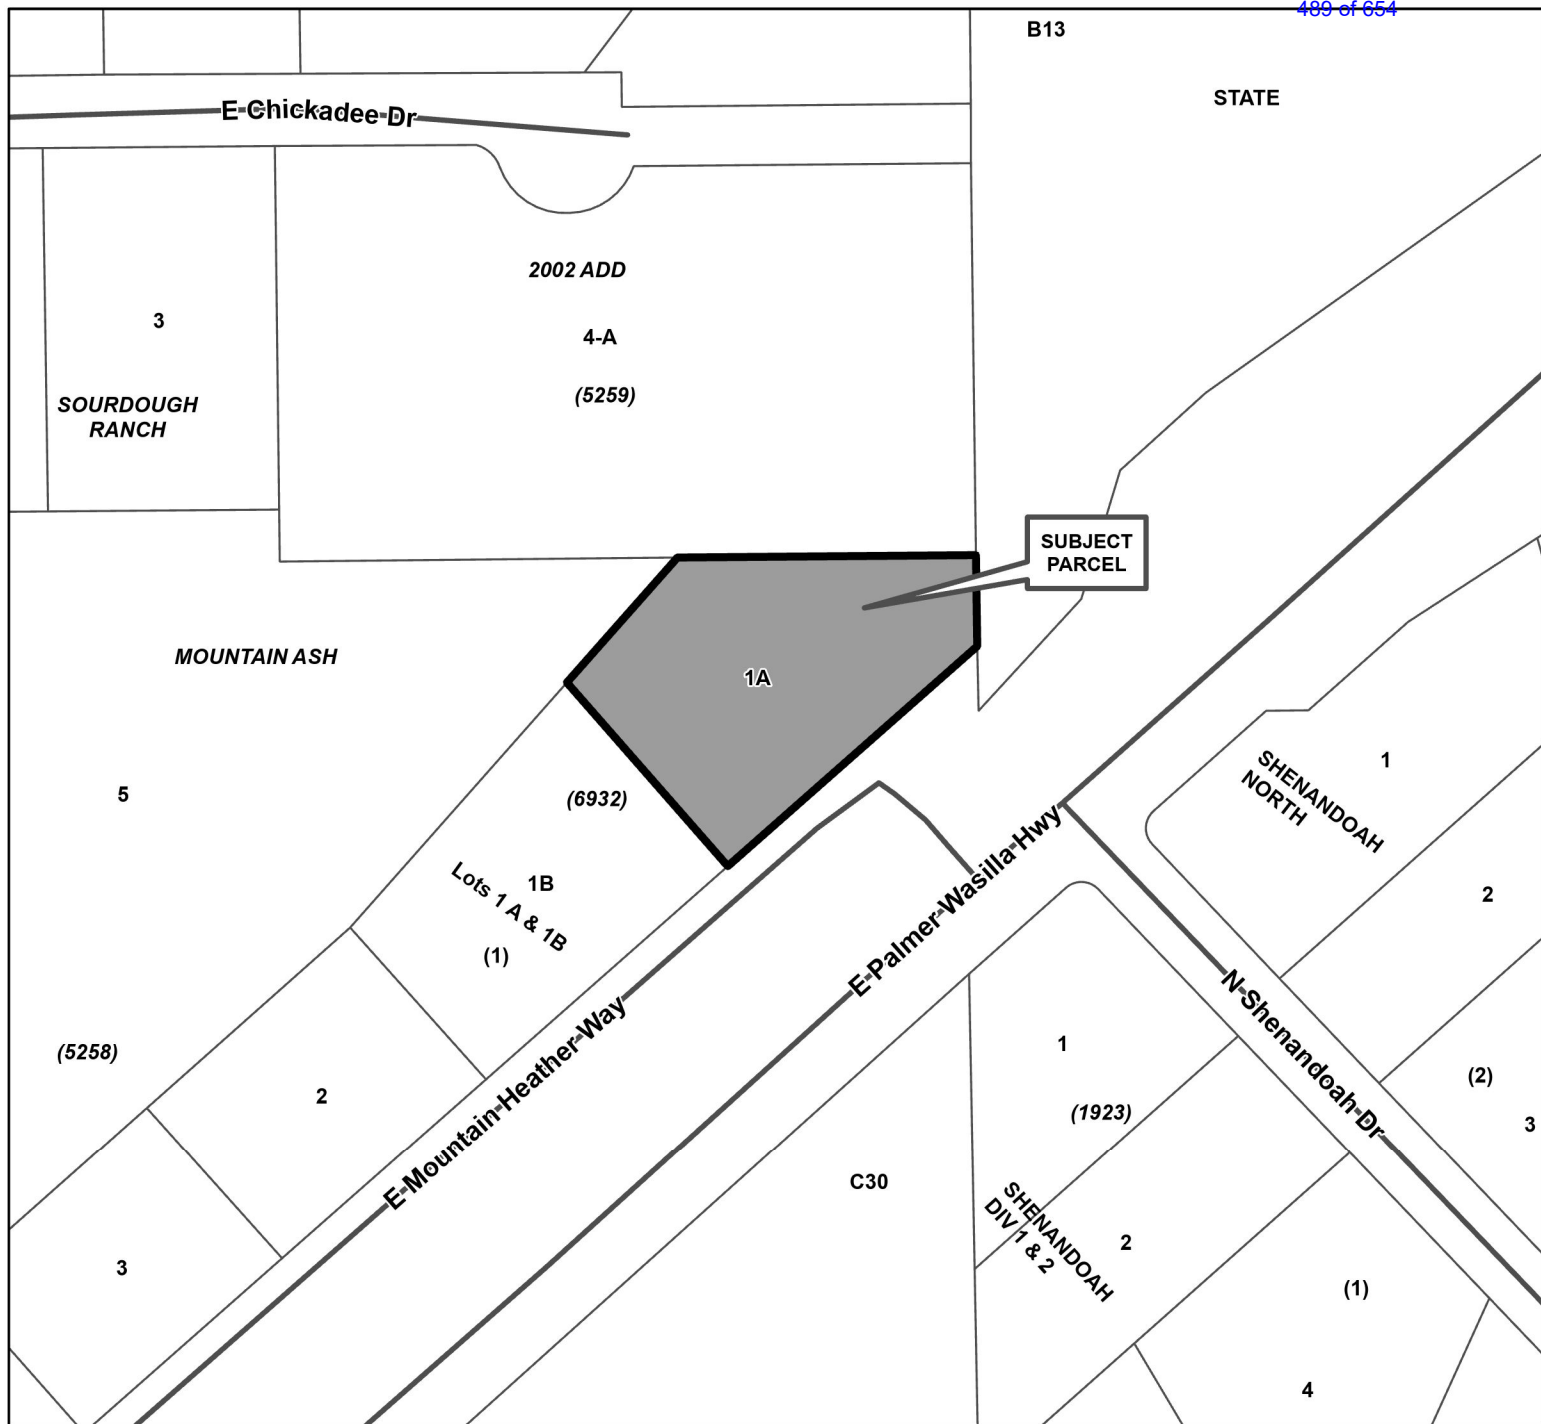 489 of 654
B13
STATE
E Chickadee Dr
2002 ADD
3
4-A
(5259)
SOURDOUGH
RANCH
SUBJECT
PARCEL
MOUNTAIN ASH
1A
5
(6932)
1
SHENANDOAH
NORTH
1B
Lots 1 A & 1B
(1)
E Palmer Wasilla Hwy
2
N Shenandoah Dr
(5258)
2
E Mountain Heather Way
1
(1923)
(2)
3
C30
SHENANDOAH
DIV 1 & 2
2
3
(1)
4